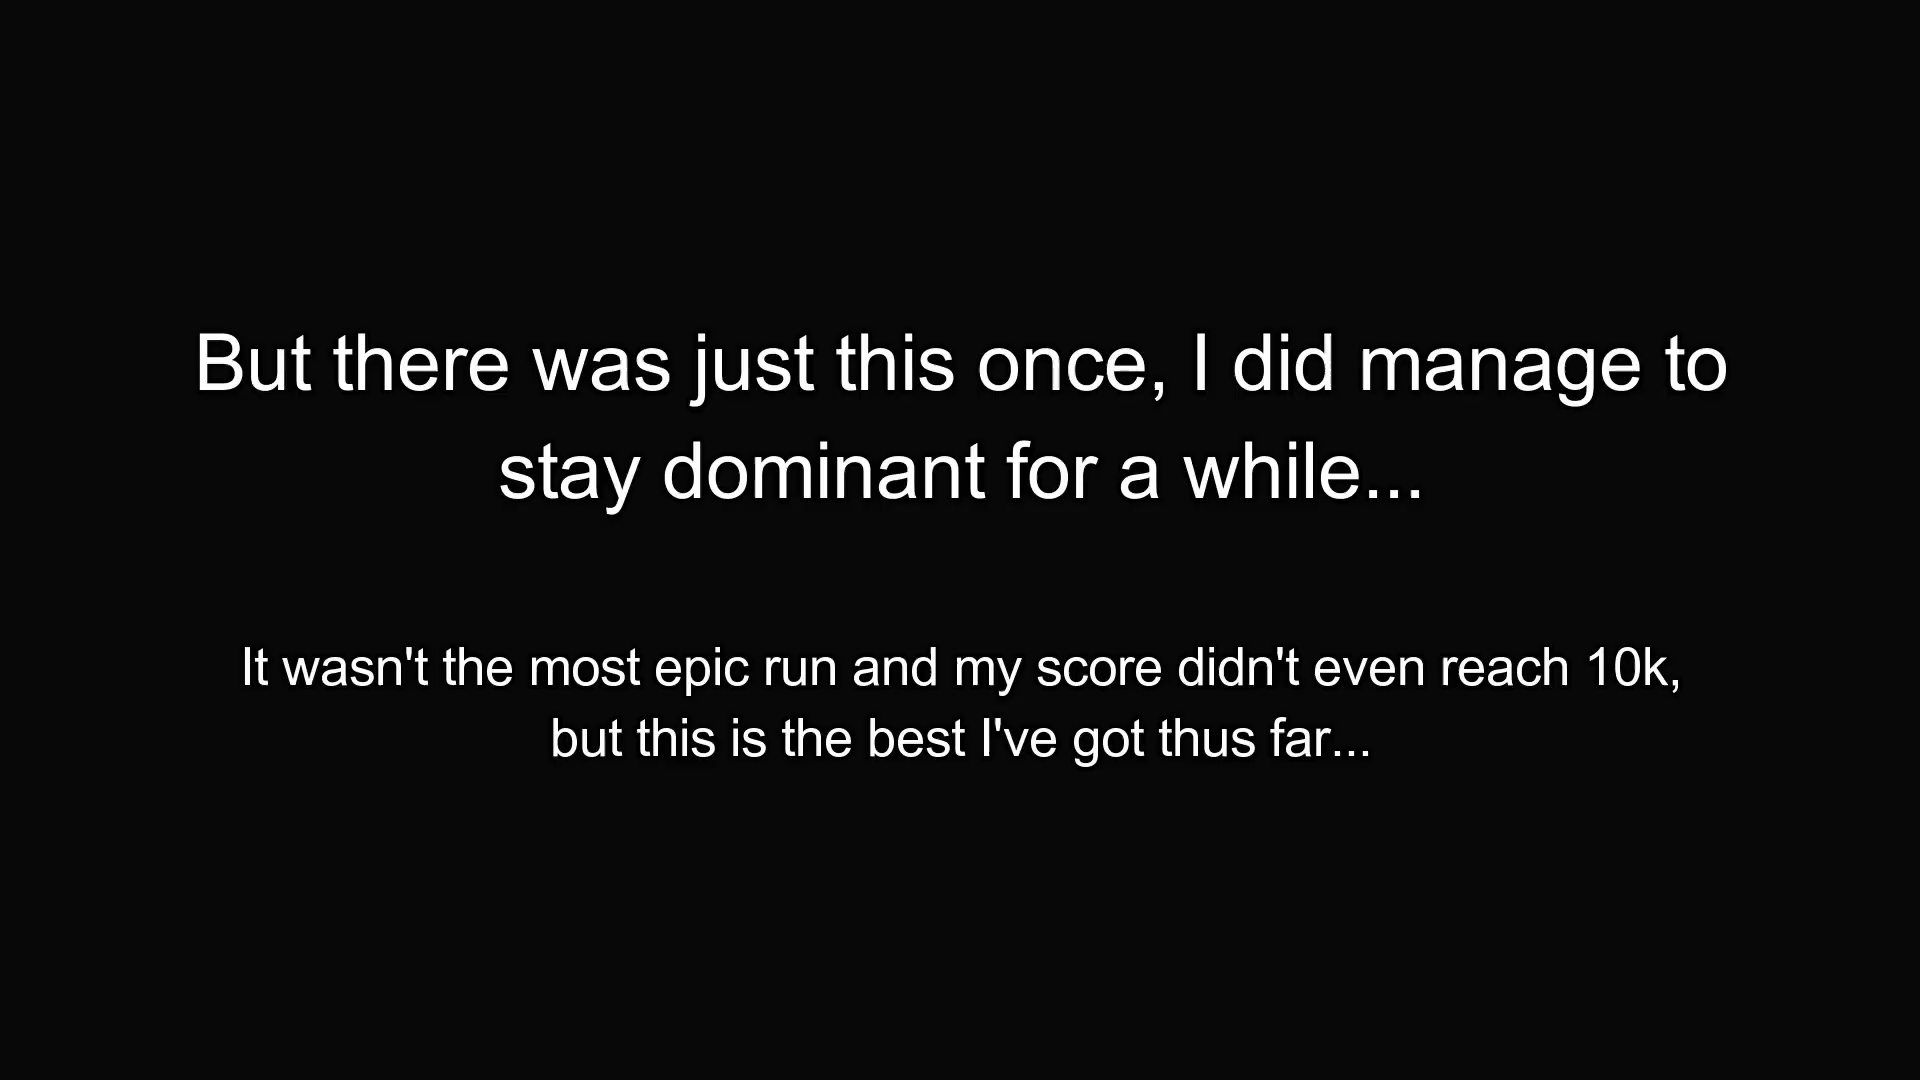 But there was just this once, I did manage to
stay dominant for a while...
It wasn't the most epic run and my score didn't even reach 10k,
but this is the best I've got thus far...